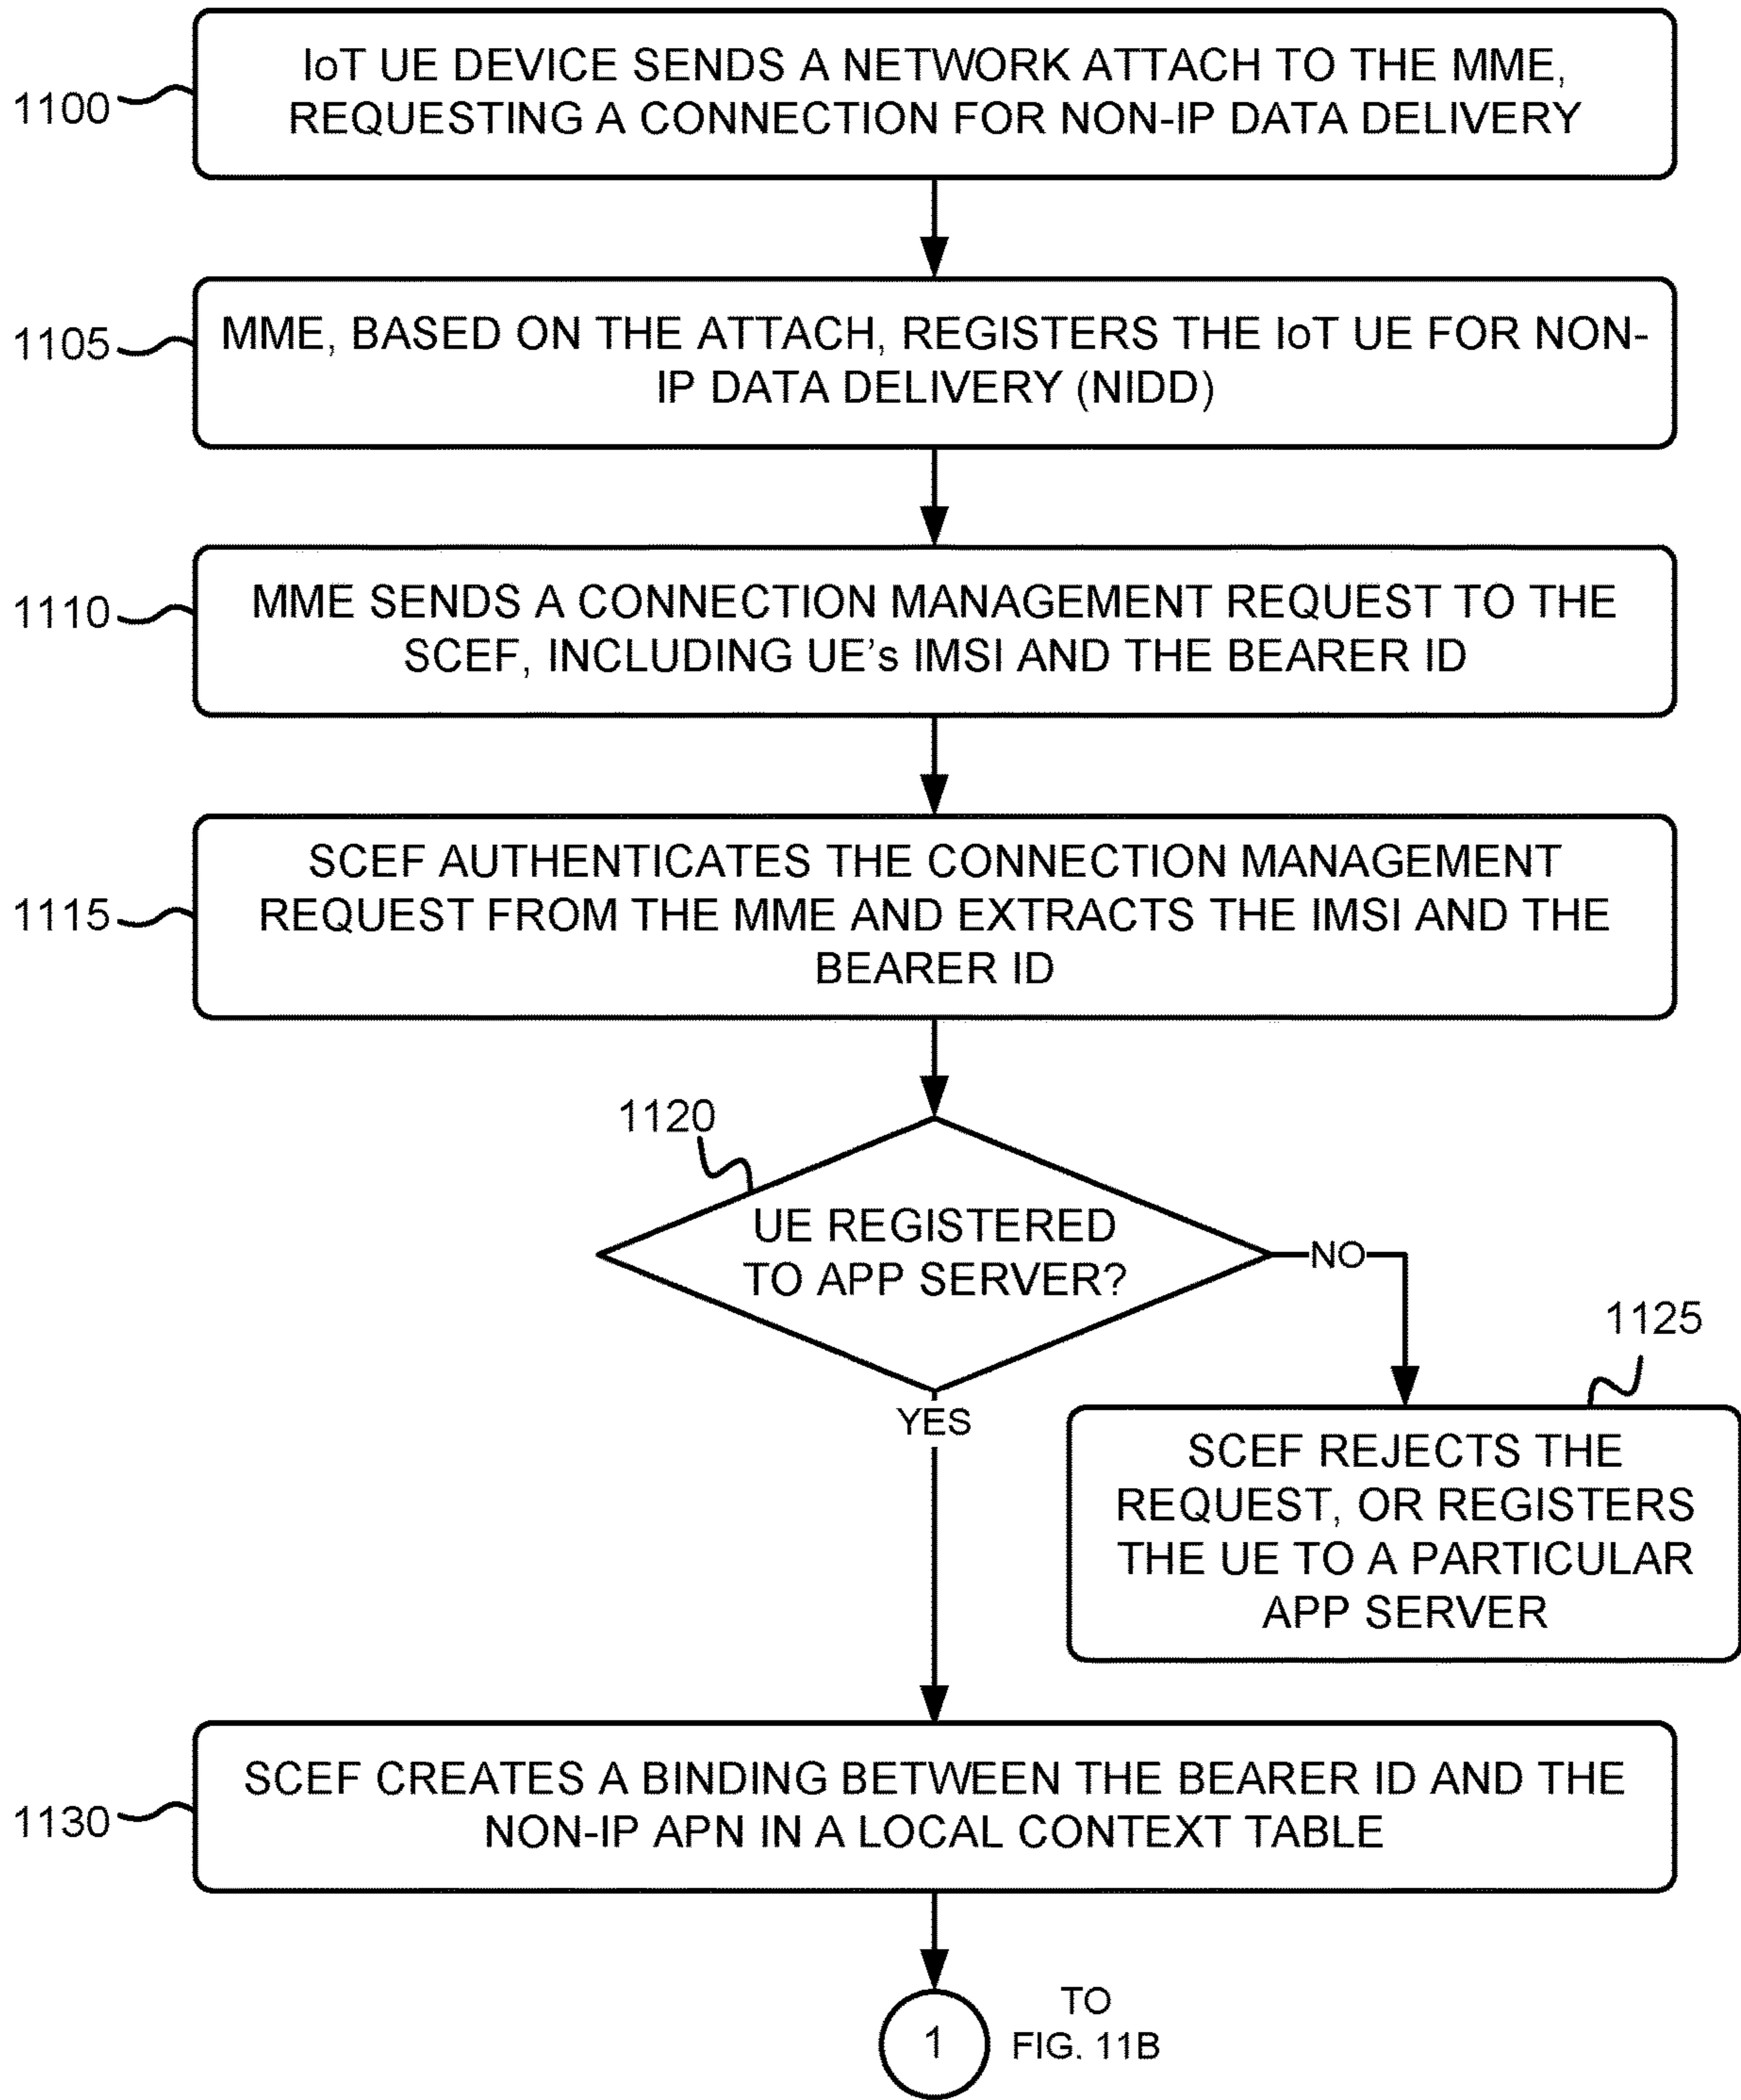 1100
IoT UE DEVICE SENDS A NETWORK ATTACH TO THE MME,
REQUESTING A CONNECTION FOR NON-IP DATA DELIVERY
1105
MME, BASED ON THE ATTACH, REGISTERS THE IoT UE FOR NON-
IP DATA DELIVERY (NIDD)
1110
MME SENDS A CONNECTION MANAGEMENT REQUEST TO THE
SCEF, INCLUDING UE's IMSI AND THE BEARER ID
1115
SCEF AUTHENTICATES THE CONNECTION MANAGEMENT
REQUEST FROM THE MME AND EXTRACTS THE IMSI AND THE
BEARER ID
1120
UE REGISTERED
TO APP SERVER?
NO
YES
1125
SCEF REJECTS THE
REQUEST, OR REGISTERS
THE UE TO A PARTICULAR
APP SERVER
1130
SCEF CREATES A BINDING BETWEEN THE BEARER ID AND THE
NON-IP APN IN A LOCAL CONTEXT TABLE
1
TO
FIG. 11B